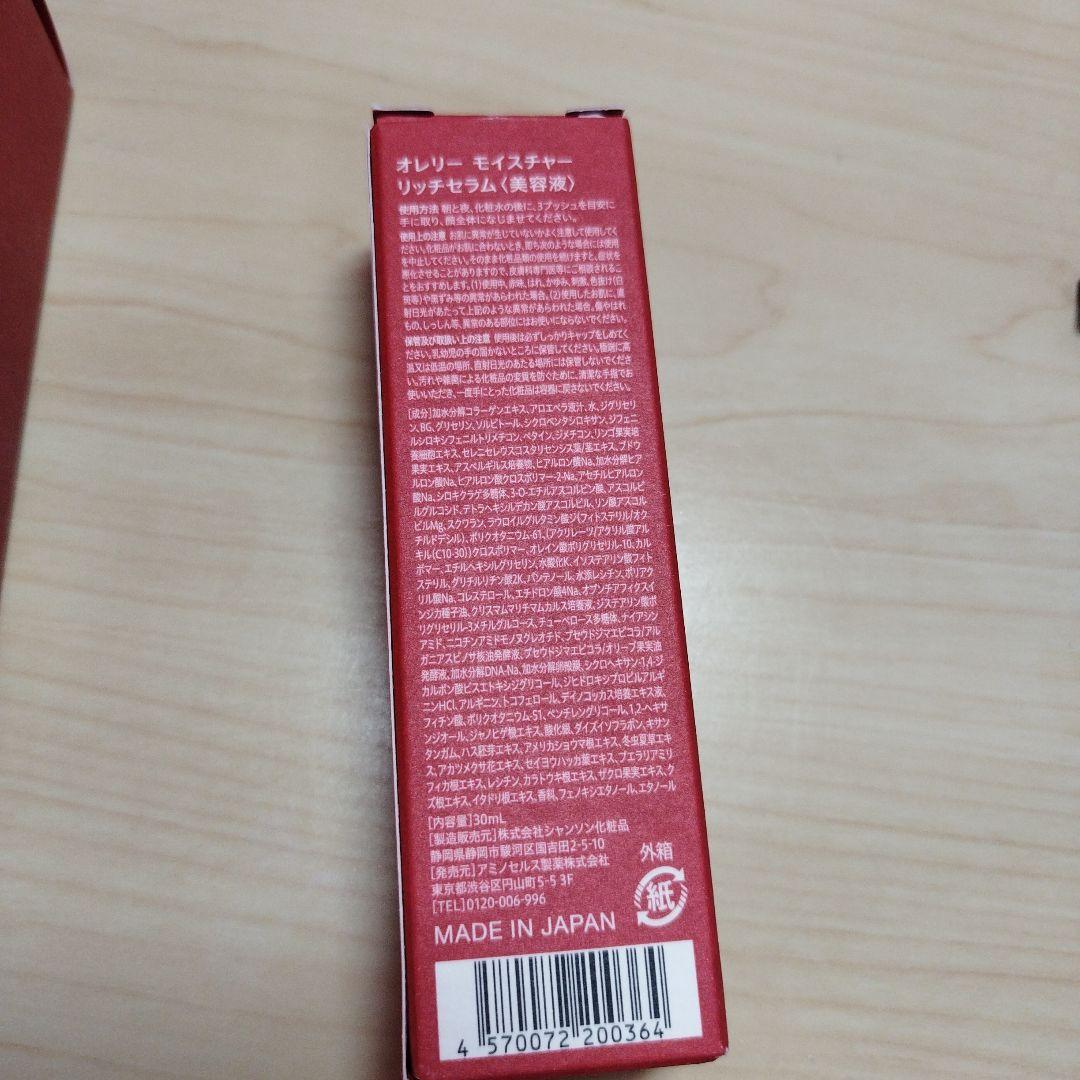 オレリー モイスチャー
リッチセラム〈美容液〉
使用方法 朝と夜、化粧水の後に、3プッシュを目安に
手に取り、顔全体になじませてください。
使用上の注意 お肌に異常が生じていないかよく注意して使用してく
ださい。化粧品がお肌に合わないとき、即ち次のような場合には使用
を中止してください。そのまま化粧品類の使用を続けますと、症状を
悪化させることがありますので、皮膚科専門医等にご相談されるこ
とをおすすめします。(1)使用中、赤味、はれ、かゆみ、刺激、色抜け(白
斑等)や黒ずみ等の異常があらわれた場合。(2)使用したお肌に、直
射日光があたって上記のような異常があらわれた場合。傷やはれ
もの、しっしん等、異常のある部位にはお使いにならないでください。
保管及び取扱い上の注意 使用後は必ずしっかりキャップをしめてく
ださい。乳幼児の手の届かないところに保管してください。極端に高
温又は低温の場所、直射日光のあたる場所には保管しないでくださ
い。汚れや雑菌による化粧品の変質を防ぐために、清潔な手指でお
使いいただき、一度手にとった化粧品は容器に戻さないでください。
[成分]加水分解コラーゲンエキス、アロエベラ液汁、水、ジグリセリ
ン、BG、グリセリン、ソルビトール、シクロペンタシロキサン、ジフェニ
ルシロキシフェニルトリメチコン、ベタイン、ジメチコン、リンゴ果実培
養細胞エキス、セレニセレウスコスタリセンシス葉/茎エキス、ブドウ
果実エキス、アスペルギルス培養物、ヒアルロン酸Na、加水分解ヒア
ルロン酸Na、ヒアルロン酸クロスポリマー-2-Na、アセチルヒアルロン
酸Na、シロキクラゲ多糖体、3-O-エチルアスコルビン酸、アスコルビ
ルグルコシド、テトラヘキシルデカン酸アスコルビル、リン酸アスコル
ビルMg、スクワラン、ラウロイルグルタミン酸ジ(フィトステリル/オク
チルドデシル)、ポリクオタニウム-61、(アクリレーツ/アクリル酸アル
キル(C10-30))クロスポリマー、オレイン酸ポリグリセリル-10、カル
ボマー、エチルヘキシルグリセリン、水酸化K、イソステアリン酸フィト
ステリル、グリチルリチン酸2K、パンテノール、水添レシチン、ポリアク
リル酸Na、コレステロール、エチドロン酸4Na、オプンチアフィクスイ
ンジカ種子油、クリスマムマリチマムカルス培養液、ジステアリン酸ポ
リグリセリル-3メチルグルコース、チューベロース多糖体、ナイアシン
アミド、ニコチンアミドモノヌクレオチド、プセウドジマエピコラ/アル
ガニアスピノサ核油発酵液、プセウドジマエピコラ/オリーブ果実油
発酵液、加水分解DNA-Na、加水分解卵殻膜、シクロヘキサン-1,4-ジ
カルボン酸ビスエトキシジグリコール、ジヒドロキシプロピルアルギ
ニンHCl、アルギニン、トコフェロール、デイノコッカス培養エキス液、
フィチン酸、ポリクオタニウム-51、ペンチレングリコール、1,2-ヘキサ
ンジオール、ジャノヒゲ根エキス、酸化銀、ダイズイソフラボン、キサン
タンガム、ハス胚芽エキス、アメリカショウマ根エキス、冬虫夏草エキ
ス、アカツメクサ花エキス、セイヨウハッカ葉エキス、プエラリアミリ
フィカ根エキス、レシチン、カラトウキ根エキス、ザクロ果実エキス、ク
ズ根エキス、イタドリ根エキス、香料、フェノキシエタノール、エタノール
[内容量]30mL
[製造販売元]株式会社シャンソン化粧品
静岡県静岡市駿河区国吉田2-5-10
[発売元]アミノセルス製薬株式会社
東京都渋谷区円山町5-5 3F
[TEL]0120-006-996
外箱
紙
MADE IN JAPAN
4 570072 200364